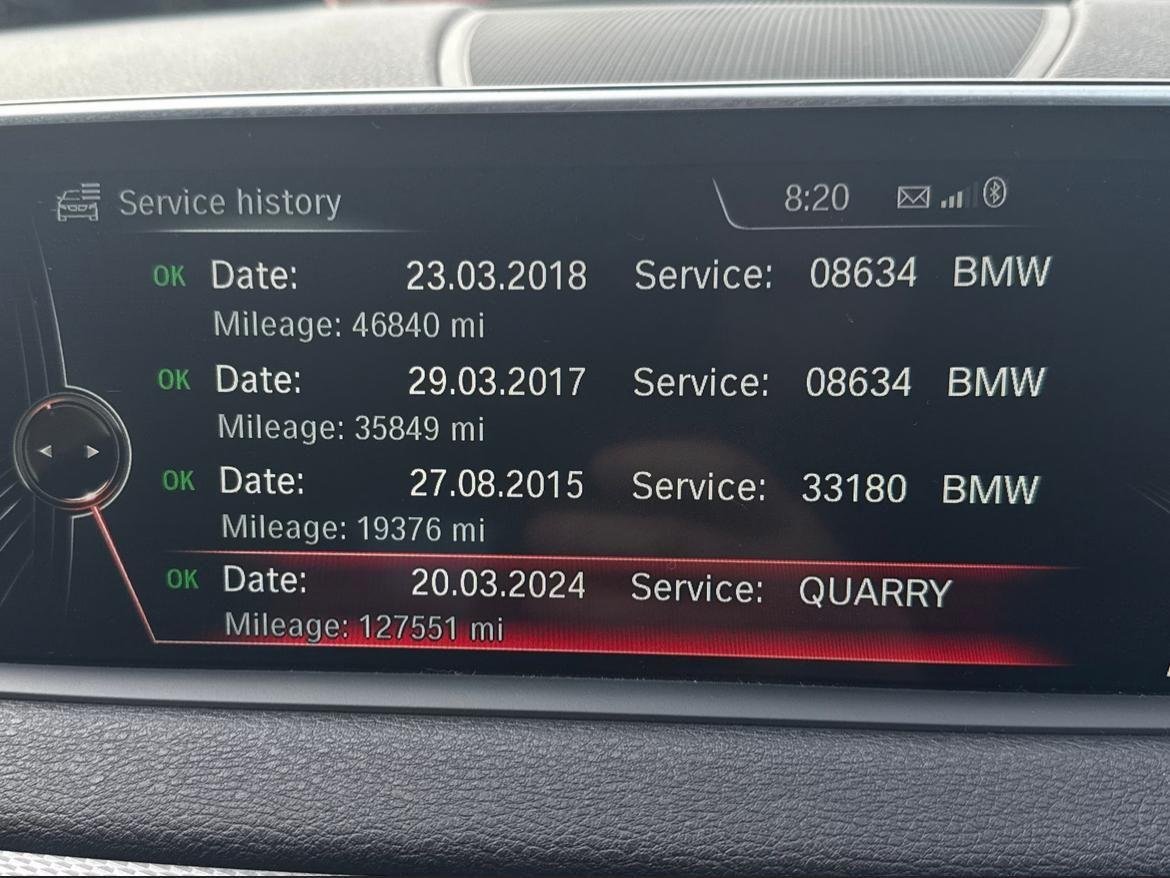 Service history 8:20
OK Date: 23.03.2018 Service: 08634 BMW
Mileage: 46840 mi
OK Date: 29.03.2017 Service: 08634 BMW
Mileage: 35849 mi
OK Date: 27.08.2015 Service: 33180 BMW
Mileage: 19376 mi
OK Date: 20.03.2024 Service: QUARRY
Mileage: 127551 mi